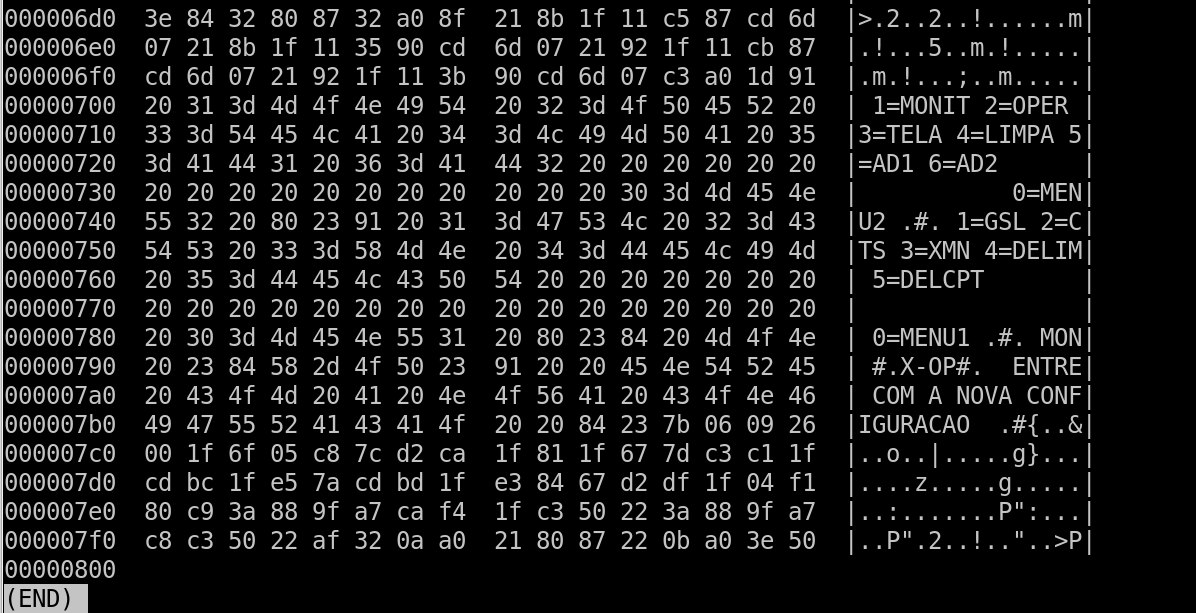 000006d0  3e 84 32 80 87 32 a0 8f  21 8b 1f 11 c5 87 cd 6d  |>.2..2..!......m|
000006e0  07 21 8b 1f 11 35 90 cd  6d 07 21 92 1f 11 cb 87  |.!...5..m.!.....|
000006f0  cd 6d 07 21 92 1f 11 3b  90 cd 6d 07 c3 a0 1d 91  |.m.!...;..m.....|
00000700  20 31 3d 4d 4f 4e 49 54  20 32 3d 4f 50 45 52 20  | 1=MONIT 2=OPER |
00000710  33 3d 54 45 4c 41 20 34  3d 4c 49 4d 50 41 20 35  |3=TELA 4=LIMPA 5|
00000720  3d 41 44 31 20 36 3d 41  44 32 20 20 20 20 20 20  |=AD1 6=AD2      |
00000730  20 20 20 20 20 20 20 20  20 20 20 30 3d 4d 45 4e  |           0=MEN|
00000740  55 32 20 80 23 91 20 31  3d 47 53 4c 20 32 3d 43  |U2 .#. 1=GSL 2=C|
00000750  54 53 20 33 3d 58 4d 4e  20 34 3d 44 45 4c 49 4d  |TS 3=XMN 4=DELIM|
00000760  20 35 3d 44 45 4c 43 50  54 20 20 20 20 20 20 20  | 5=DELCPT       |
00000770  20 20 20 20 20 20 20 20  20 20 20 20 20 20 20 20  |                |
00000780  20 30 3d 4d 45 4e 55 31  20 80 23 84 20 4d 4f 4e  | 0=MENU1 .#. MON|
00000790  20 23 84 58 2d 4f 50 23  91 20 20 45 4e 54 52 45  | #.X-OP#.  ENTRE|
000007a0  20 43 4f 4d 20 41 20 4e  4f 56 41 20 43 4f 4e 46  | COM A NOVA CONF|
000007b0  49 47 55 52 41 43 41 4f  20 20 84 23 7b 06 09 26  |IGURACAO  .#{..&|
000007c0  00 1f 6f 05 c8 7c d2 ca  1f 81 1f 67 7d c3 c1 1f  |..o..|.....g}...|
000007d0  cd bc 1f e5 7a cd bd 1f  e3 84 67 d2 df 1f 04 f1  |....z.....g.....|
000007e0  80 c9 3a 88 9f a7 ca f4  1f c3 50 22 3a 88 9f a7  |..:.......P":...|
000007f0  c8 c3 50 22 af 32 0a a0  21 80 87 22 0b a0 3e 50  |..P".2..!.."..>P|
00000800
(END)